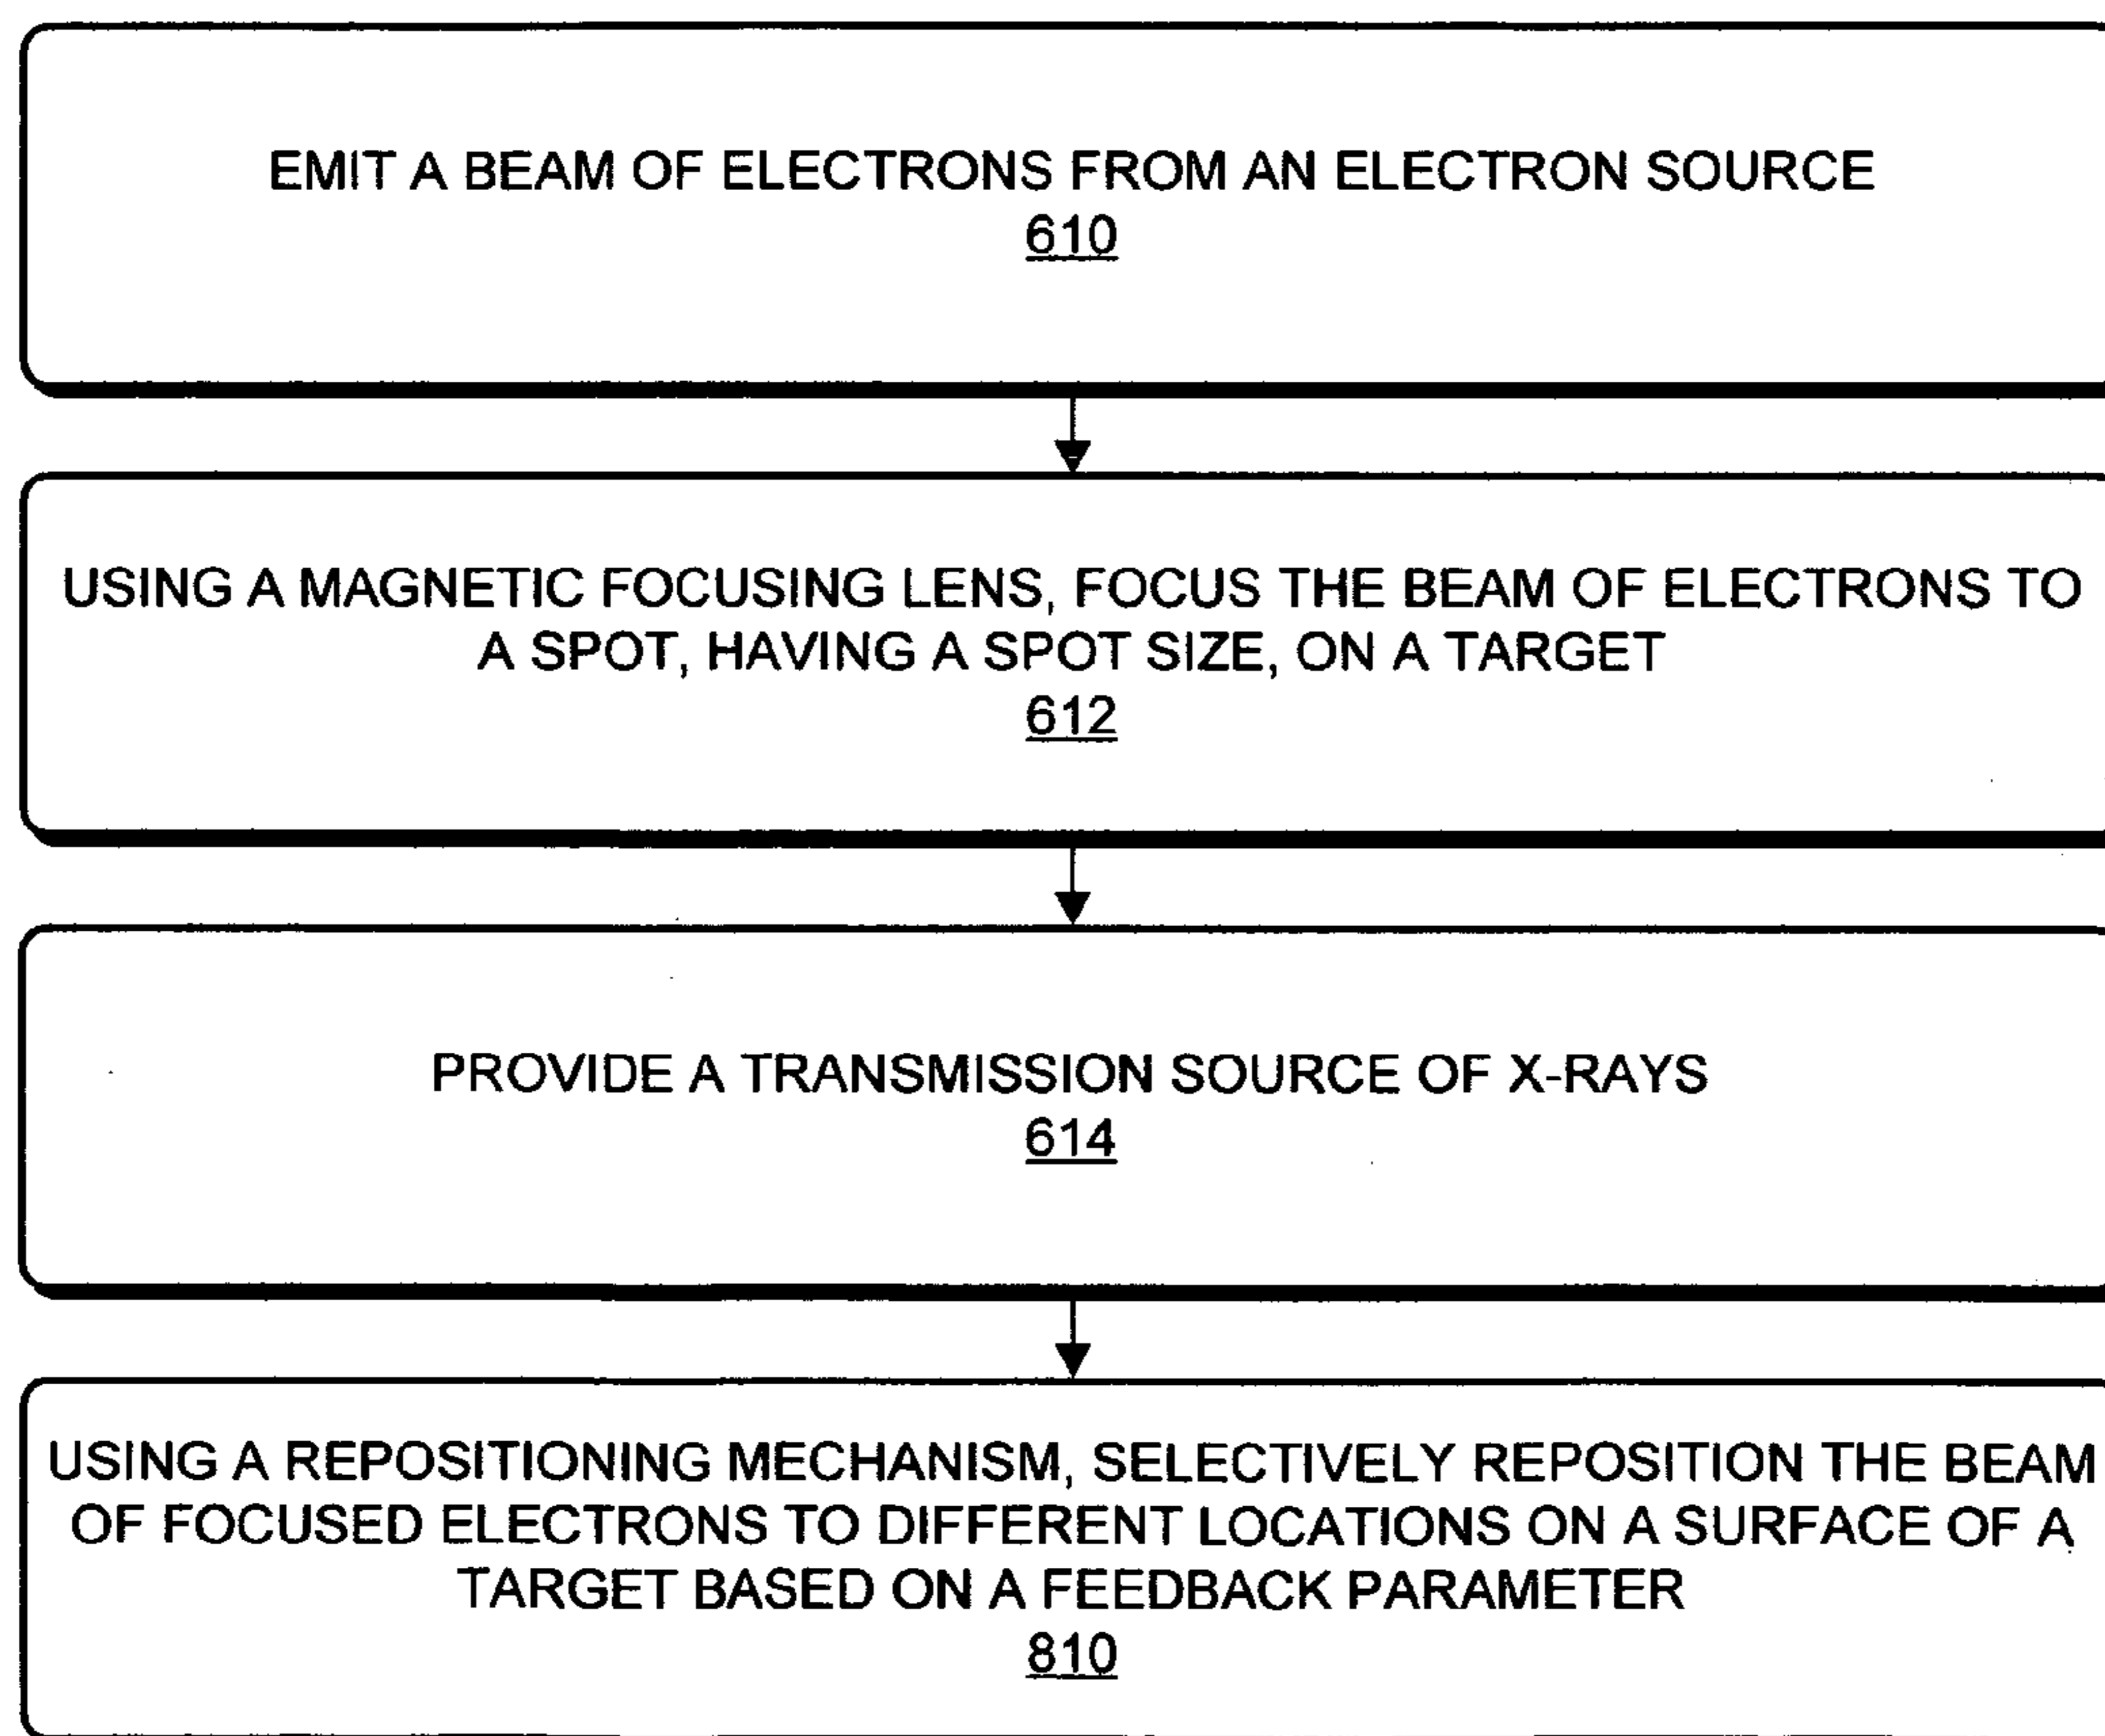 EMIT A BEAM OF ELECTRONS FROM AN ELECTRON SOURCE
610
USING A MAGNETIC FOCUSING LENS, FOCUS THE BEAM OF ELECTRONS TO
A SPOT, HAVING A SPOT SIZE, ON A TARGET
612
PROVIDE A TRANSMISSION SOURCE OF X-RAYS
614
USING A REPOSITIONING MECHANISM, SELECTIVELY REPOSITION THE BEAM
OF FOCUSED ELECTRONS TO DIFFERENT LOCATIONS ON A SURFACE OF A
TARGET BASED ON A FEEDBACK PARAMETER
810